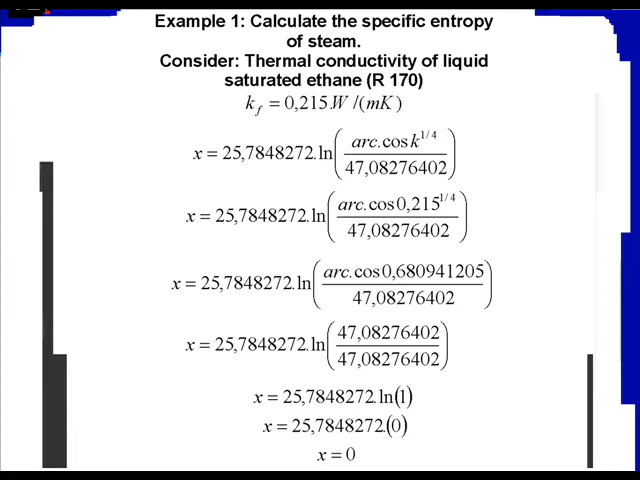 Example 1: Calculate the specific entropy
of steam.
Consider: Thermal conductivity of liquid
saturated ethane (R 170)
k_f = 0,215.W /(mK)
x = 25,7848272.ln(arc.cos k^{1/4} / 47,08276402)
x = 25,7848272.ln(arc.cos 0,215^{1/4} / 47,08276402)
x = 25,7848272.ln(arc.cos 0,680941205 / 47,08276402)
x = 25,7848272.ln(47,08276402 / 47,08276402)
x = 25,7848272.ln(1)
x = 25,7848272.(0)
x = 0